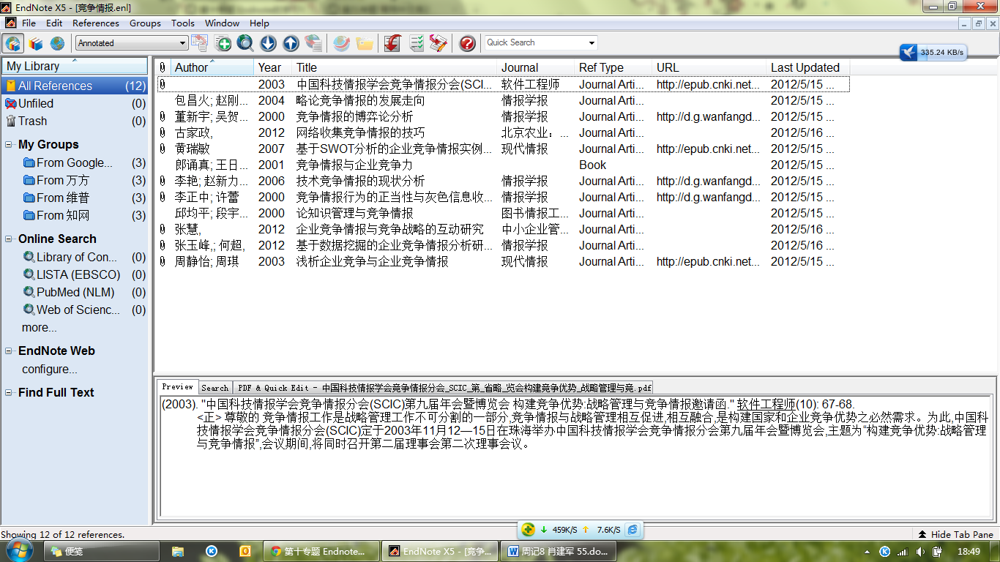 EndNote X5 - [竞争情报.enl]
File Edit References Groups Tools Window Help
Annotated
Quick Search
335.24 KB/s
My Library
All References (12)
Unfiled (0)
Trash (0)
My Groups
From Google... (3)
From 万方 (3)
From 维普 (3)
From 知网 (3)
Online Search
Library of Con... (0)
LISTA (EBSCO) (0)
PubMed (NLM) (0)
Web of Scienc... (0)
more...
EndNote Web
configure...
Find Full Text
Author Year Title Journal Ref Type URL Last Updated
2003 中国科技情报学会竞争情报分会(SCI... 软件工程师 Journal Arti... http://epub.cnki.net... 2012/5/15 ...
包昌火; 赵刚... 2004 略论竞争情报的发展走向 情报学报 Journal Arti... 2012/5/15 ...
董新宇; 吴贺... 2000 竞争情报的博弈论分析 情报学报 Journal Arti... http://d.g.wanfangd... 2012/5/15 ...
古家政, 2012 网络收集竞争情报的技巧 北京农业：... Journal Arti... 2012/5/16 ...
黄瑞敏 2007 基于SWOT分析的企业竞争情报实例... 现代情报 Journal Arti... http://epub.cnki.net... 2012/5/15 ...
郎诵真; 王日... 2001 竞争情报与企业竞争力 Book 2012/5/15 ...
李艳; 赵新力... 2006 技术竞争情报的现状分析 情报学报 Journal Arti... http://d.g.wanfangd... 2012/5/15 ...
李正中; 许蕾 2000 竞争情报行为的正当性与灰色信息收... 情报学报 Journal Arti... http://d.g.wanfangd... 2012/5/15 ...
邱均平; 段宇... 2000 论知识管理与竞争情报 图书情报工... Journal Arti... 2012/5/15 ...
张慧, 2012 企业竞争情报与竞争战略的互动研究 中小企业管... Journal Arti... 2012/5/16 ...
张玉峰,; 何超, 2012 基于数据挖掘的企业竞争情报分析研... 情报学报 Journal Arti... 2012/5/16 ...
周静怡; 周琪 2003 浅析企业竞争与企业竞争情报 现代情报 Journal Arti... http://epub.cnki.net... 2012/5/15 ...
Preview Search PDF & Quick Edit - 中国科技情报学会竞争情报分会_SCIC_第_省略_览会构建竞争优势_战略管理与竞.pdf
(2003). "中国科技情报学会竞争情报分会(SCIC)第九届年会暨博览会 构建竞争优势:战略管理与竞争情报邀请函." 软件工程师(10): 67-68.
<正> 尊敬的 竞争情报工作是战略管理工作不可分割的一部分,竞争情报与战略管理相互促进,相互融合,是构建国家和企业竞争优势之必然需求。为此,中国科
技情报学会竞争情报分会(SCIC)定于2003年11月12—15日在珠海举办中国科技情报学会竞争情报分会第九届年会暨博览会,主题为“构建竞争优势:战略管理
与竞争情报”,会议期间,将同时召开第二届理事会第二次理事会议。
Showing 12 of 12 references.
459K/S 7.6K/S
Hide Tab Pane
便笺
第十专题 Endnote...
EndNote X5 - [竞争...
周记8 肖建军 55.do...
18:49